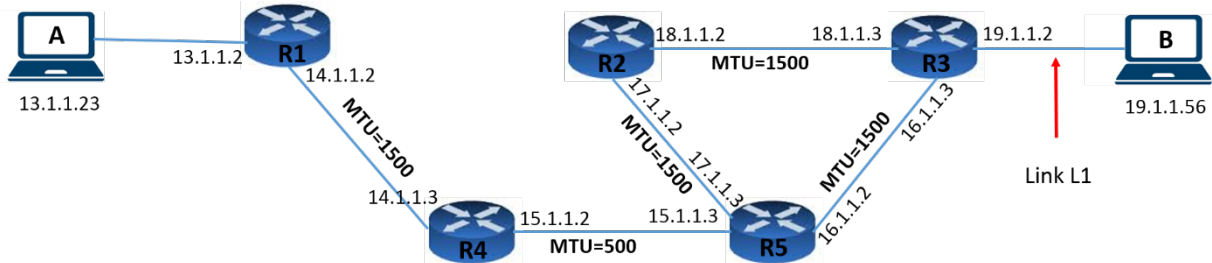 A
13.1.1.23
13.1.1.2
R1
14.1.1.2
MTU=1500
14.1.1.3
R4
15.1.1.2
MTU=500
15.1.1.3
R5
R2
17.1.1.2
MTU=1500
17.1.1.3
18.1.1.2
MTU=1500
18.1.1.3
R3
16.1.1.3
MTU=1500
16.1.1.2
19.1.1.2
B
19.1.1.56
Link L1